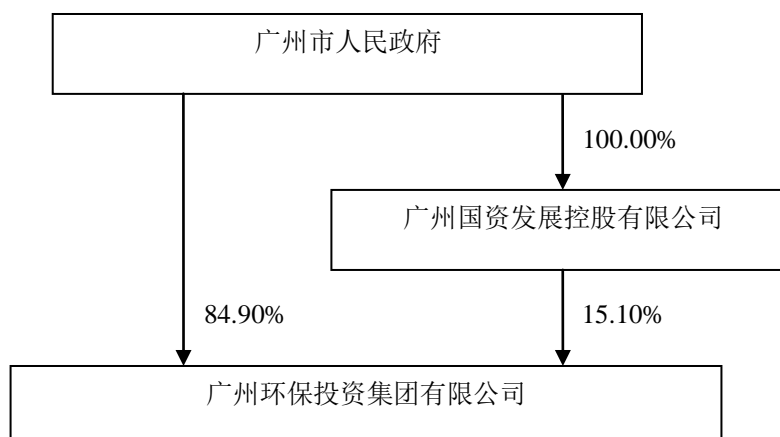 广州市人民政府
100.00%
广州国资发展控股有限公司
84.90%
15.10%
广州环保投资集团有限公司